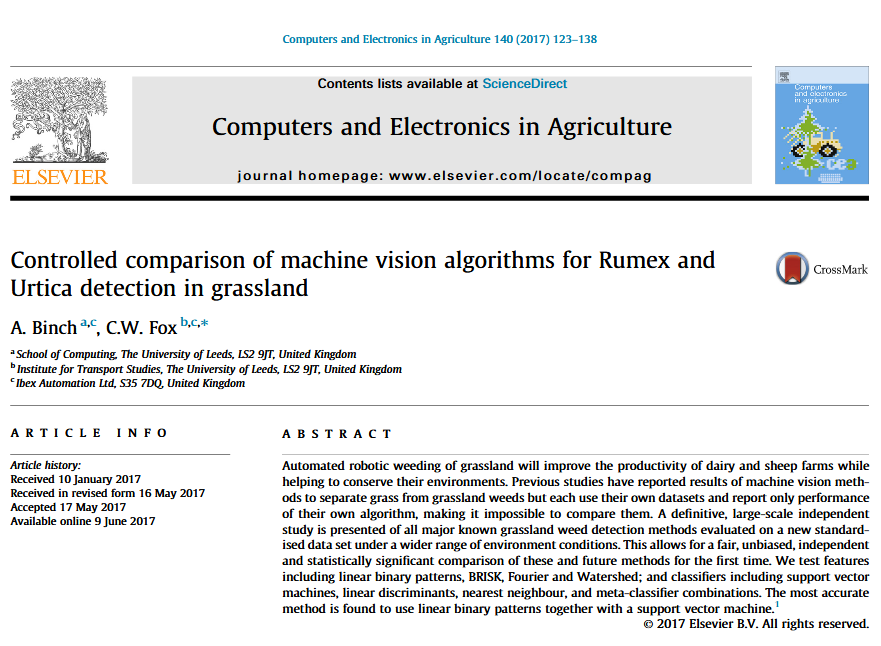 Computers and Electronics in Agriculture 140 (2017) 123–138
Contents lists available at ScienceDirect
Computers and Electronics in Agriculture
journal homepage: www.elsevier.com/locate/compag
ELSEVIER
Computers
and electronics
in agriculture
Controlled comparison of machine vision algorithms for Rumex and
Urtica detection in grassland
CrossMark
A. Binch a,c, C.W. Fox b,c,*
a School of Computing, The University of Leeds, LS2 9JT, United Kingdom
b Institute for Transport Studies, The University of Leeds, LS2 9JT, United Kingdom
c Ibex Automation Ltd, S35 7DQ, United Kingdom
ARTICLE INFO
Article history:
Received 10 January 2017
Received in revised form 16 May 2017
Accepted 17 May 2017
Available online 9 June 2017
ABSTRACT
Automated robotic weeding of grassland will improve the productivity of dairy and sheep farms while
helping to conserve their environments. Previous studies have reported results of machine vision meth-
ods to separate grass from grassland weeds but each use their own datasets and report only performance
of their own algorithm, making it impossible to compare them. A definitive, large-scale independent
study is presented of all major known grassland weed detection methods evaluated on a new standard-
ised data set under a wider range of environment conditions. This allows for a fair, unbiased, independent
and statistically significant comparison of these and future methods for the first time. We test features
including linear binary patterns, BRISK, Fourier and Watershed; and classifiers including support vector
machines, linear discriminants, nearest neighbour, and meta-classifier combinations. The most accurate
method is found to use linear binary patterns together with a support vector machine.1
© 2017 Elsevier B.V. All rights reserved.